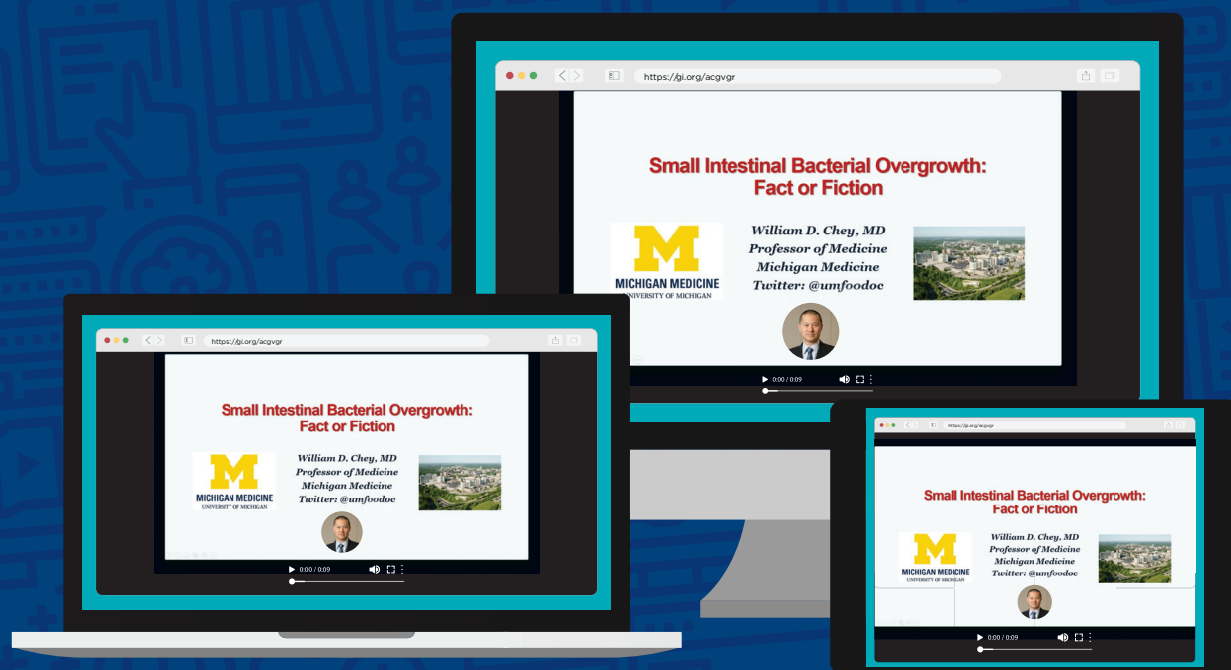 https://gi.org/acgvgr
Small Intestinal Bacterial Overgrowth:
Fact or Fiction
William D. Chey, MD
Professor of Medicine
Michigan Medicine
Twitter: @umfoodoc
M
MICHIGAN MEDICINE
UNIVERSITY OF MICHIGAN
0:00 / 0:09
https://gi.org/acgvgr
Small Intestinal Bacterial Overgrowth:
Fact or Fiction
William D. Chey, MD
Professor of Medicine
Michigan Medicine
Twitter: @umfoodoc
M
MICHIGAN MEDICINE
UNIVERSITY OF MICHIGAN
0:00 / 0:09
https://gi.org/acgvgr
Small Intestinal Bacterial Overgrowth:
Fact or Fiction
William D. Chey, MD
Professor of Medicine
Michigan Medicine
Twitter: @umfoodoc
M
MICHIGAN MEDICINE
UNIVERSITY OF MICHIGAN
0:00 / 0:09